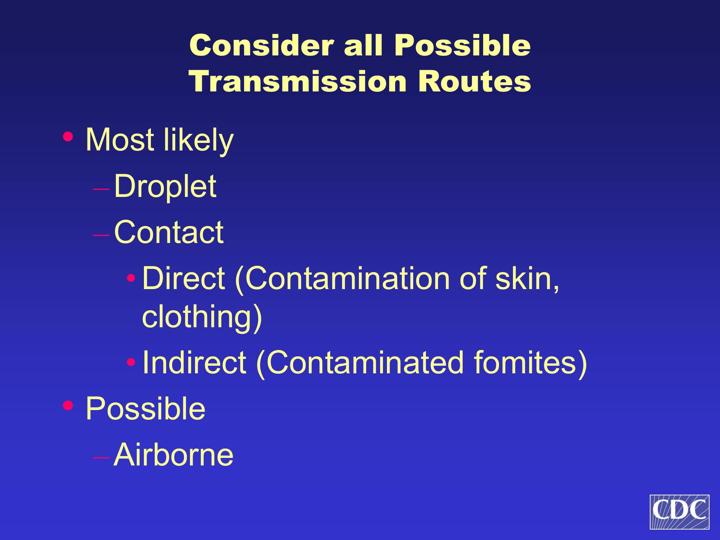 Consider all Possible
Transmission Routes
• Most likely
–Droplet
–Contact
•Direct (Contamination of skin,
clothing)
•Indirect (Contaminated fomites)
• Possible
–Airborne
CDC